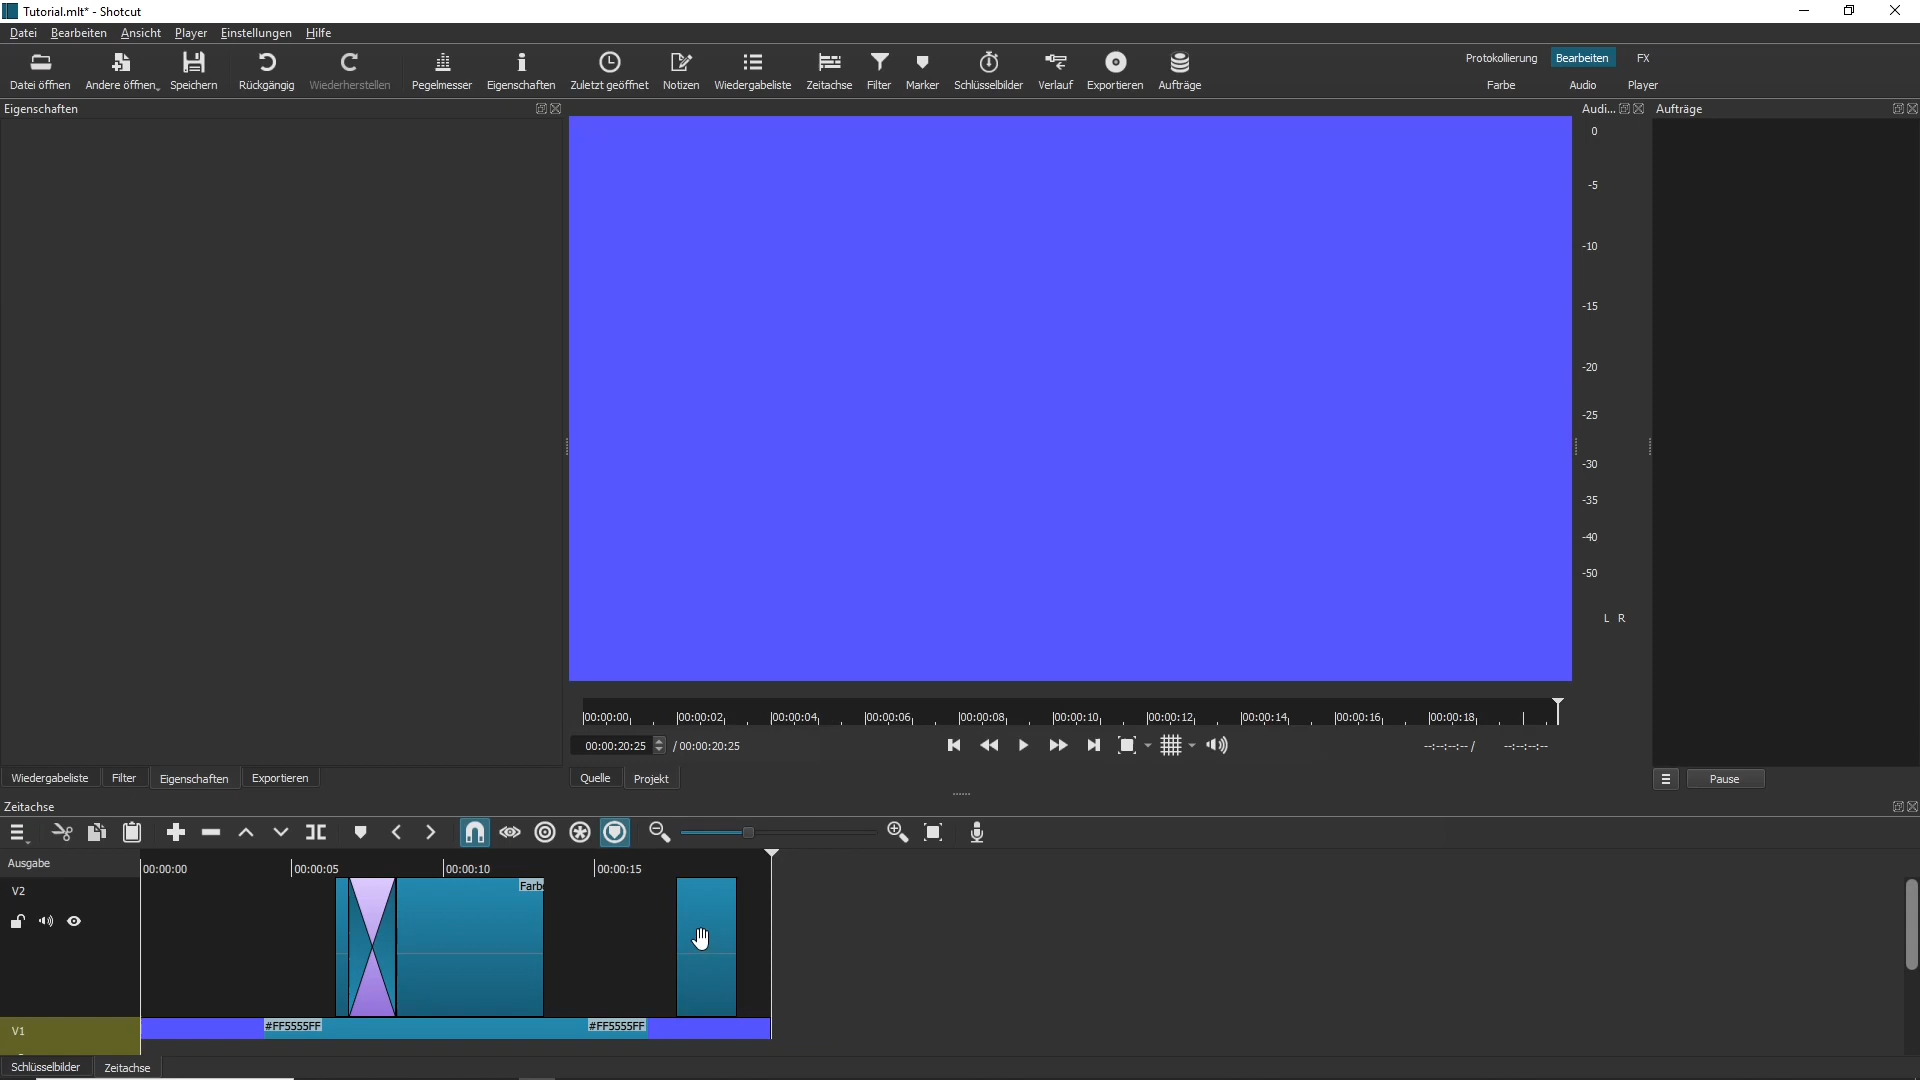 Tutorial.mlt* - Shotcut
Datei Bearbeiten Ansicht Player Einstellungen Hilfe
Datei öffnen Andere öffnen Speichern Rückgängig Wiederherstellen Pegelmesser Eigenschaften Zuletzt geöffnet Notizen Wiedergabeliste Zeitachse Filter Marker Schlüsselbilder Verlauf Exportieren Aufträge
Protokollierung Bearbeiten FX
Farbe Audio Player
Eigenschaften
Audi...
Aufträge
0
-5
-10
-15
-20
-25
-30
-35
-40
-50
L R
00:00:00 00:00:02 00:00:04 00:00:06 00:00:08 00:00:10 00:00:12 00:00:14 00:00:16 00:00:18
00:00:20:25 / 00:00:20:25
--:--:--:-- / --:--:--:--
Wiedergabeliste Filter Eigenschaften Exportieren
Quelle Projekt
Pause
Zeitachse
Ausgabe
00:00:00 00:00:05 00:00:10 00:00:15
V2
Farbe
V1
#FF5555FF #FF5555FF
Schlüsselbilder Zeitachse